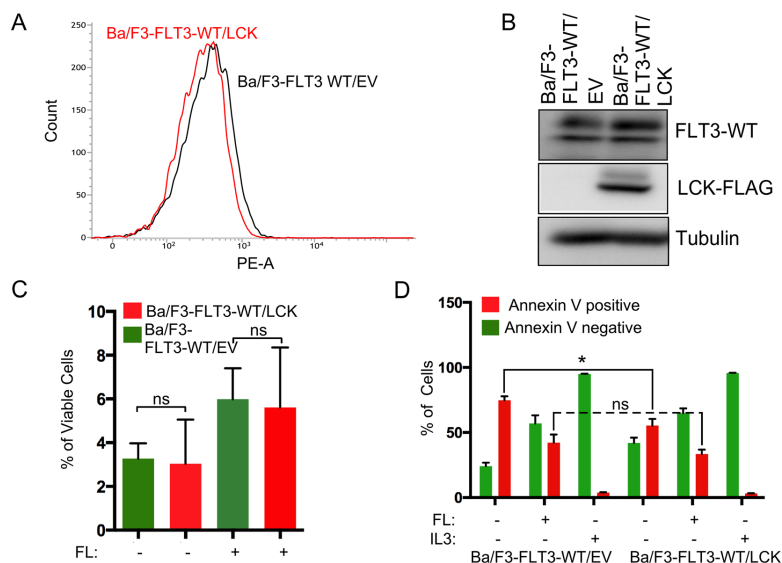 A
Ba/F3-FLT3-WT/LCK
Ba/F3-FLT3 WT/EV
Count
250
200
150
100
50
0
0 10² 10³ 10⁴
PE-A
B
Ba/F3-
FLT3-WT/
EV
Ba/F3-
FLT3-WT/
LCK
FLT3-WT
LCK-FLAG
Tubulin
C
Ba/F3-FLT3-WT/LCK
Ba/F3-
FLT3-WT/EV
% of Viable Cells
10
8
6
4
2
0
ns
ns
FL: - - + +
D
Annexin V positive
Annexin V negative
% of Cells
150
100
50
0
*
ns
FL: - + - +
IL3: - + - +
Ba/F3-FLT3-WT/EV Ba/F3-FLT3-WT/LCK